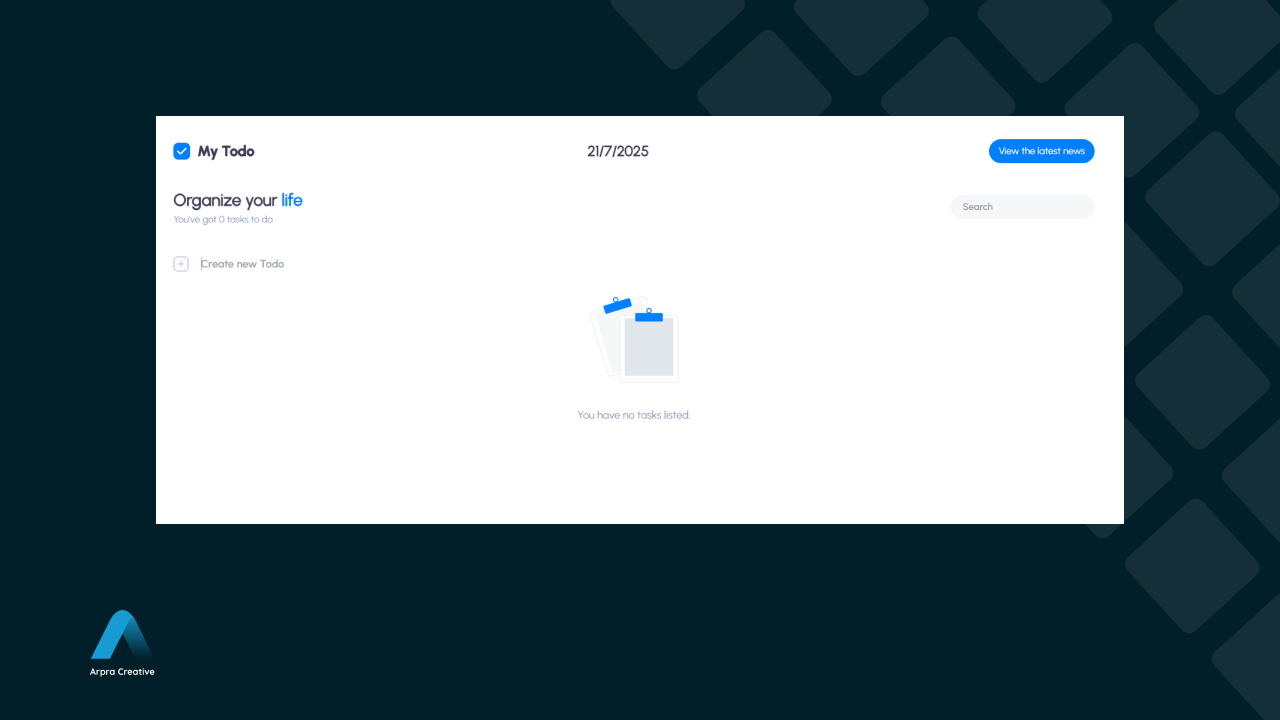 My Todo
21/7/2025
View the latest news
Organize your life
You've got 0 tasks to do.
Search
Create new Todo
You have no tasks listed.
Arpra Creative